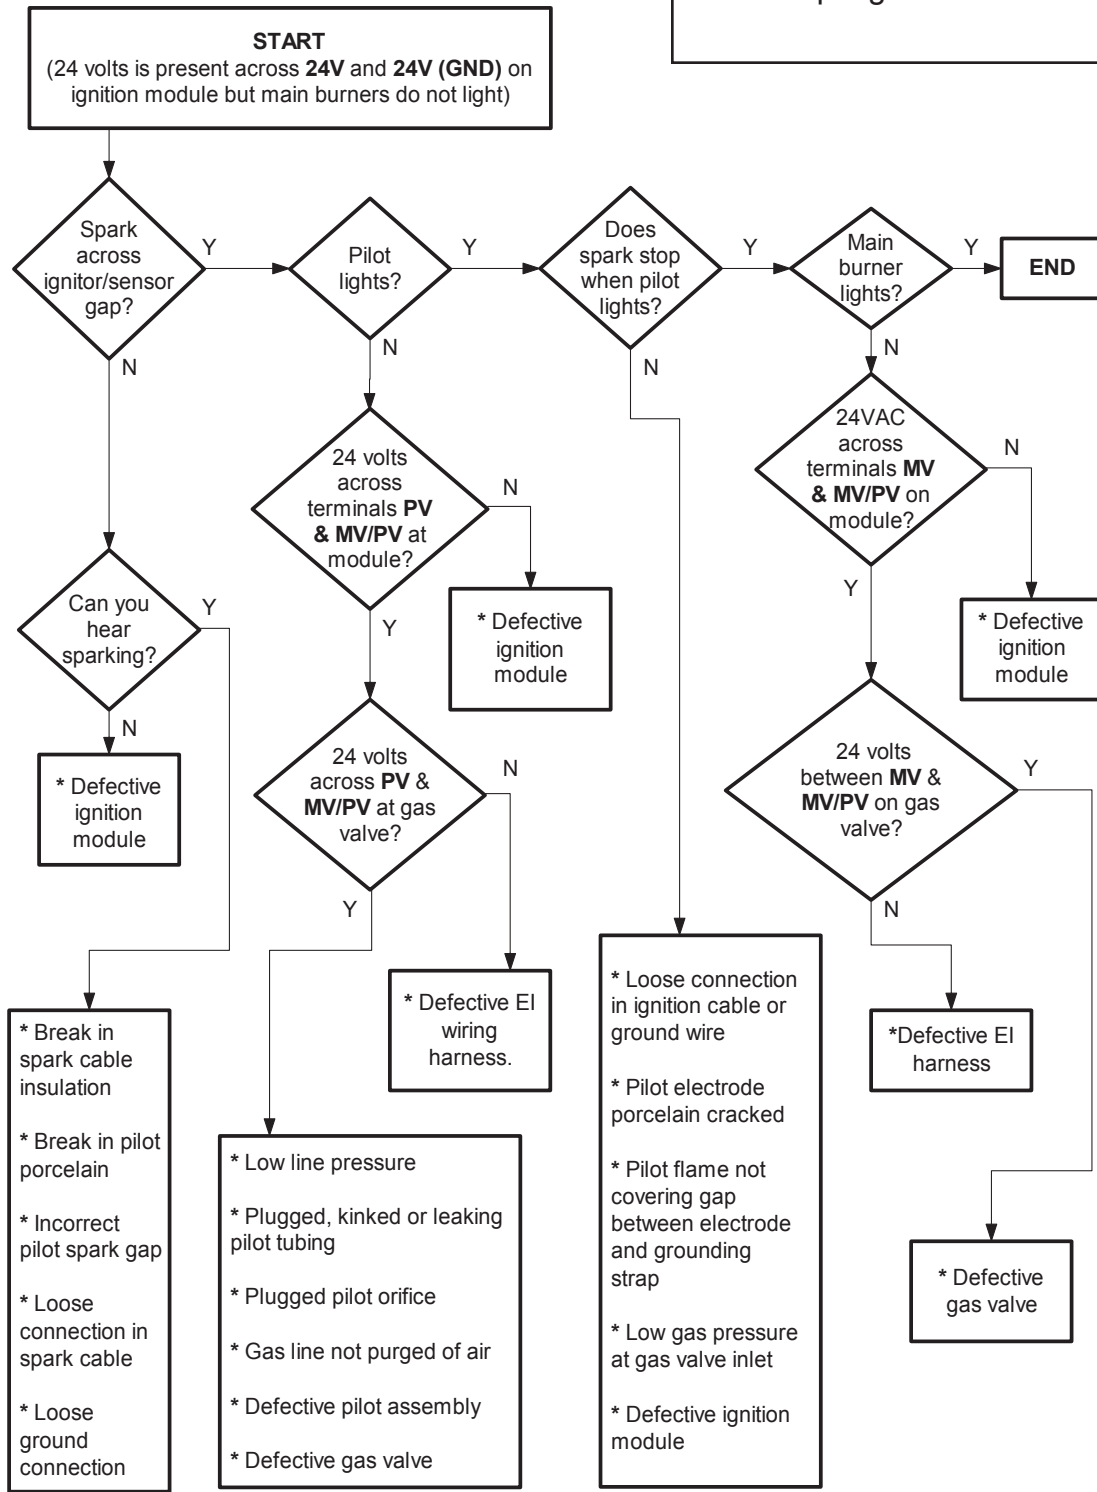 START
(24 volts is present across 24V and 24V (GND) on
ignition module but main burners do not light)
Spark
across
ignitor/sensor
gap?
Y
N
Pilot
lights?
Y
N
Does
spark stop
when pilot
lights?
Y
N
Main
burner
lights?
Y
N
END
24 volts
across
terminals PV
& MV/PV at
module?
N
Y
24VAC
across
terminals MV
& MV/PV on
module?
N
Y
Can you
hear
sparking?
Y
N
* Defective
ignition
module
* Defective
ignition
module
* Defective
ignition
module
24 volts
across PV &
MV/PV at gas
valve?
N
Y
24 volts
between MV &
MV/PV on gas
valve?
Y
N
* Break in
spark cable
insulation
* Break in pilot
porcelain
* Incorrect
pilot spark gap
* Loose
connection in
spark cable
* Loose
ground
connection
* Low line pressure
* Plugged, kinked or leaking
pilot tubing
* Plugged pilot orifice
* Gas line not purged of air
* Defective pilot assembly
* Defective gas valve
* Defective EI
wiring
harness.
* Loose connection
in ignition cable or
ground wire
* Pilot electrode
porcelain cracked
* Pilot flame not
covering gap
between electrode
and grounding
strap
* Low gas pressure
at gas valve inlet
* Defective ignition
module
*Defective EI
harness
* Defective
gas valve